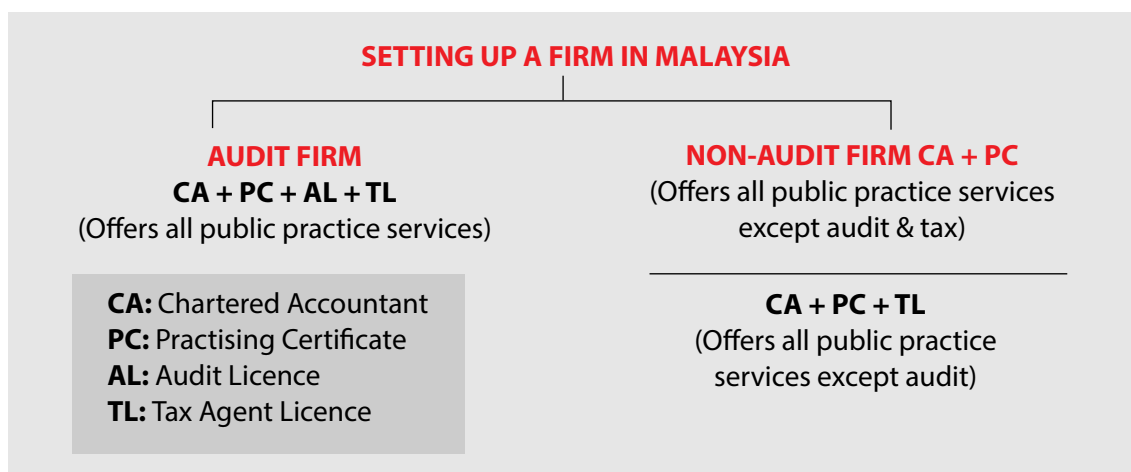 SETTING UP A FIRM IN MALAYSIA
AUDIT FIRM
CA + PC + AL + TL
(Offers all public practice services)
CA: Chartered Accountant
PC: Practising Certificate
AL: Audit Licence
TL: Tax Agent Licence
NON-AUDIT FIRM CA + PC
(Offers all public practice services
except audit & tax)
CA + PC + TL
(Offers all public practice
services except audit)